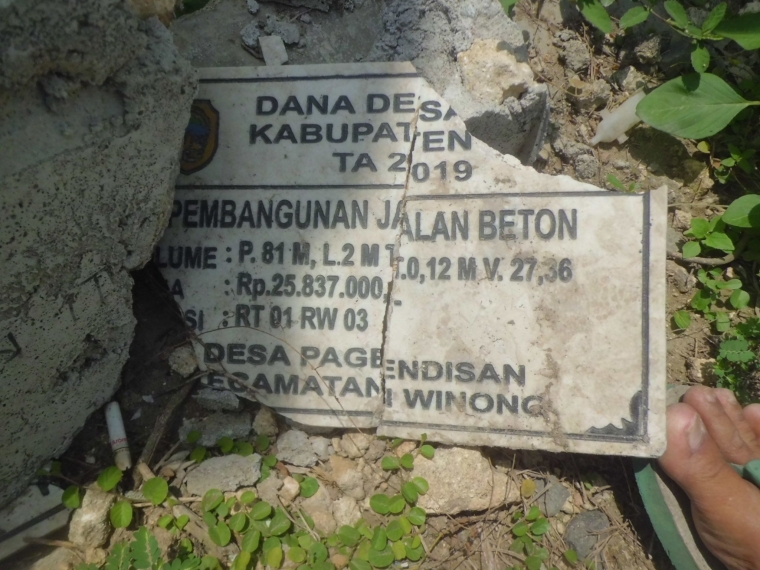 DANA DESA
KABUPATEN
TA 2019
PEMBANGUNAN JALAN BETON
LUME : P. 81 M, L.2 M T.0,12 M V. 27,36
A : Rp.25.837.000,-
SI : RT 01 RW 03
DESA PAGENDISAN
KECAMATAN WINONG